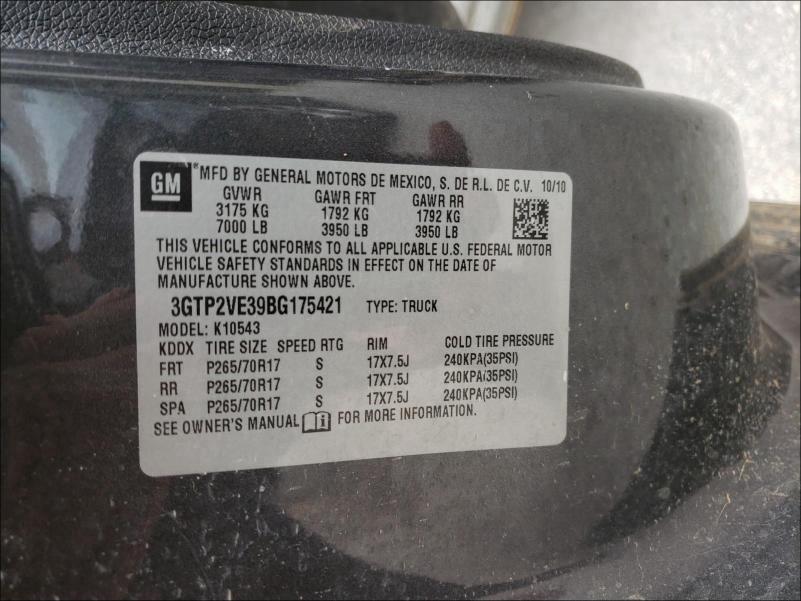 GM
*MFD BY GENERAL MOTORS DE MEXICO, S. DE R.L. DE C.V. 10/10
GVWR GAWR FRT GAWR RR
3175 KG 1792 KG 1792 KG
7000 LB 3950 LB 3950 LB
THIS VEHICLE CONFORMS TO ALL APPLICABLE U.S. FEDERAL MOTOR
VEHICLE SAFETY STANDARDS IN EFFECT ON THE DATE OF
MANUFACTURE SHOWN ABOVE.
3GTP2VE39BG175421 TYPE: TRUCK
MODEL: K10543
KDDX TIRE SIZE SPEED RTG RIM COLD TIRE PRESSURE
FRT P265/70R17 S 17X7.5J 240KPA(35PSI)
RR P265/70R17 S 17X7.5J 240KPA(35PSI)
SPA P265/70R17 S 17X7.5J 240KPA(35PSI)
SEE OWNER'S MANUAL i FOR MORE INFORMATION.